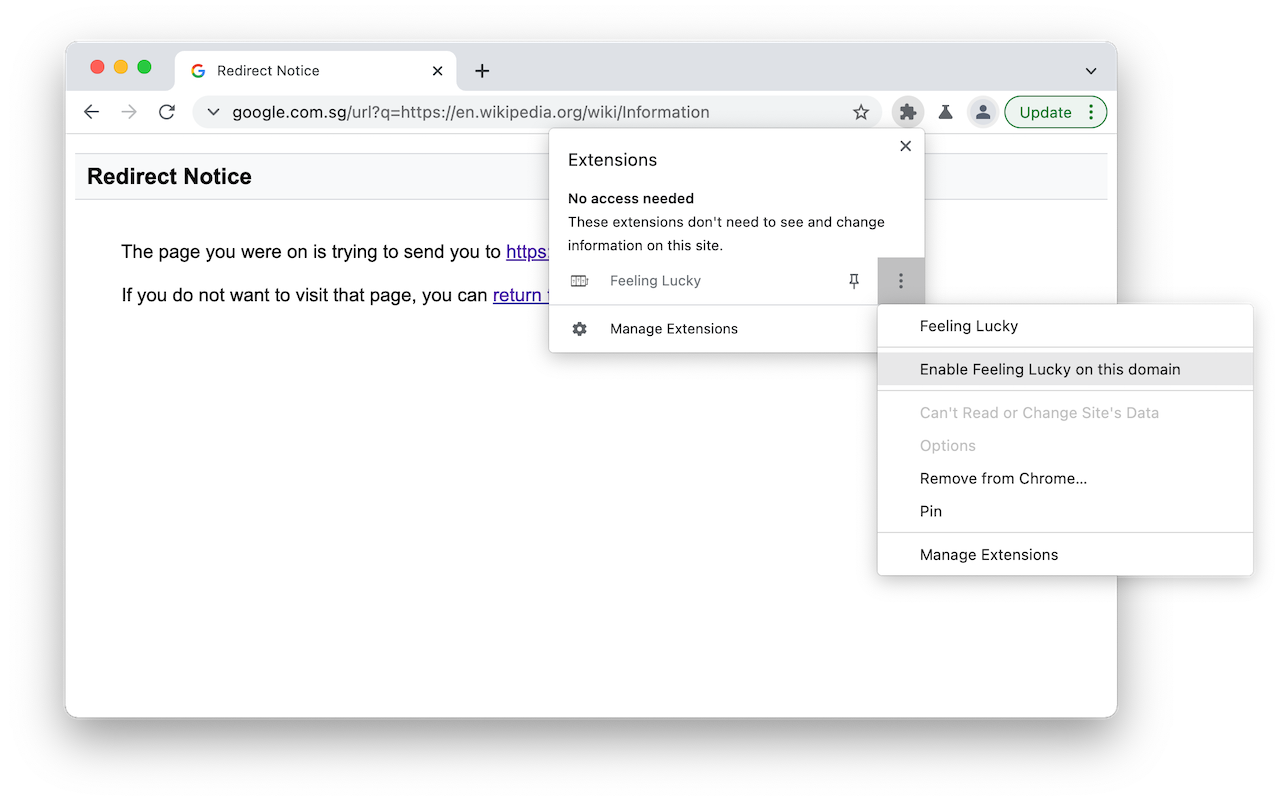 Redirect Notice
google.com.sg/url?q=https://en.wikipedia.org/wiki/Information
Update
Redirect Notice
The page you were on is trying to send you to https:
If you do not want to visit that page, you can return
Extensions
No access needed
These extensions don't need to see and change
information on this site.
Feeling Lucky
Manage Extensions
Feeling Lucky
Enable Feeling Lucky on this domain
Can't Read or Change Site's Data
Options
Remove from Chrome...
Pin
Manage Extensions